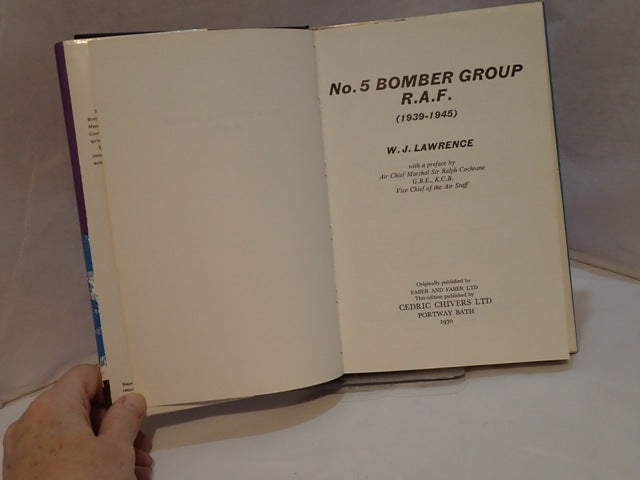 No. 5 BOMBER GROUP
R.A.F.
(1939-1945)
W. J. LAWRENCE
with a preface by
Air Chief Marshal Sir Ralph Cochrane
G.B.E., K.C.B.
Vice Chief of the Air Staff
Originally published by
FABER AND FABER LTD
This edition published by
CEDRIC CHIVERS LTD
PORTWAY BATH
1970